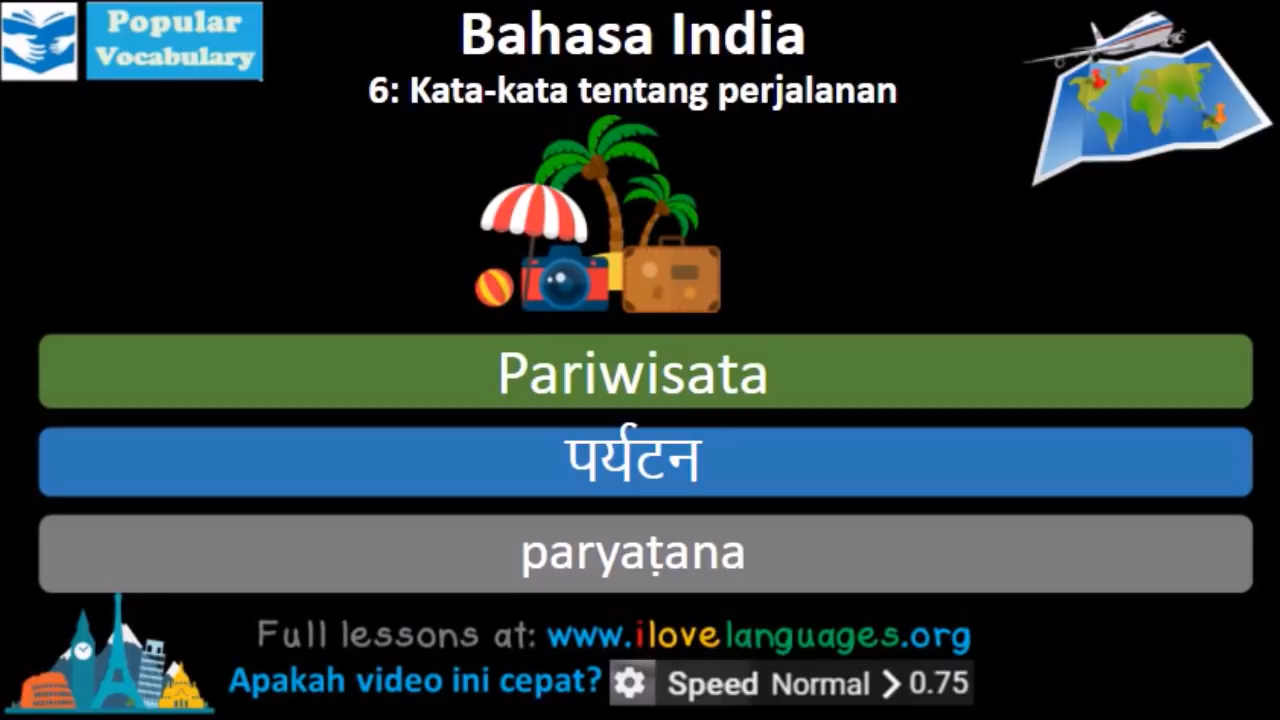 Popular
Vocabulary
Bahasa India
6: Kata-kata tentang perjalanan
Pariwisata
पर्यटन
paryaṭana
Full lessons at: www.ilovelanguages.org
Apakah video ini cepat? Speed Normal > 0.75